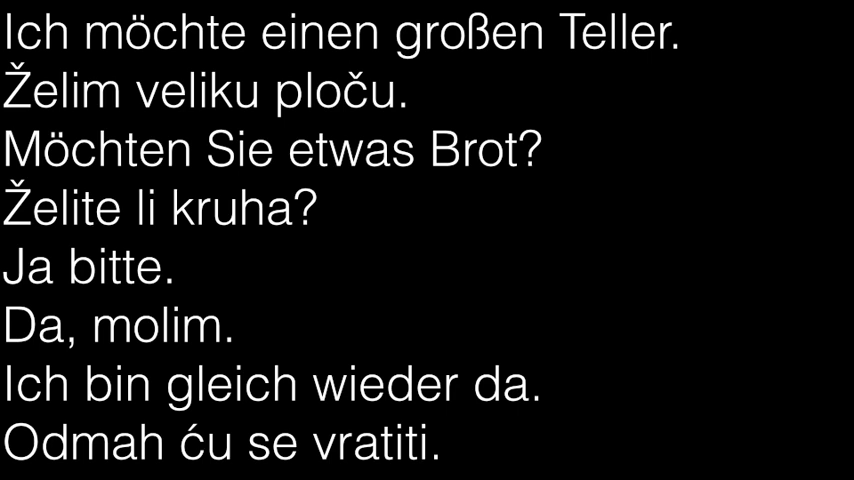 Ich möchte einen großen Teller.
Želim veliku ploču.
Möchten Sie etwas Brot?
Želite li kruha?
Ja bitte.
Da, molim.
Ich bin gleich wieder da.
Odmah ću se vratiti.